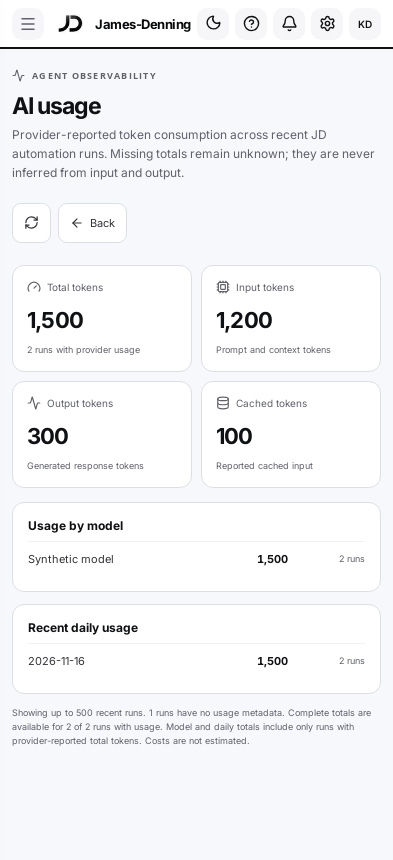 JD James-Denning KD
AGENT OBSERVABILITY
AI usage
Provider-reported token consumption across recent JD
automation runs. Missing totals remain unknown; they are never
inferred from input and output.
Back
Total tokens
1,500
2 runs with provider usage
Input tokens
1,200
Prompt and context tokens
Output tokens
300
Generated response tokens
Cached tokens
100
Reported cached input
Usage by model
Synthetic model 1,500 2 runs
Recent daily usage
2026-11-16 1,500 2 runs
Showing up to 500 recent runs. 1 runs have no usage metadata. Complete totals are
available for 2 of 2 runs with usage. Model and daily totals include only runs with
provider-reported total tokens. Costs are not estimated.